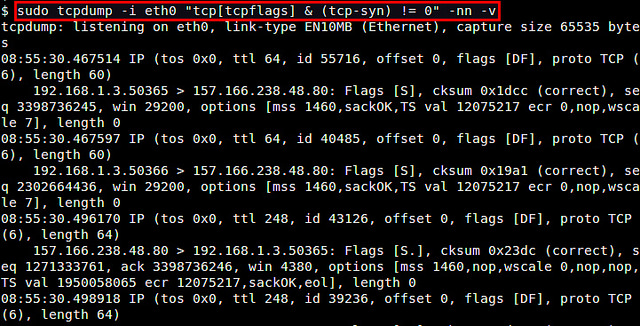 $ sudo tcpdump -i eth0 "tcp[tcpflags] & (tcp-syn) != 0" -nn -v
tcpdump: listening on eth0, link-type EN10MB (Ethernet), capture size 65535 byte
s
08:55:30.467514 IP (tos 0x0, ttl 64, id 55716, offset 0, flags [DF], proto TCP (
6), length 60)
192.168.1.3.50365 > 157.166.238.48.80: Flags [S], cksum 0x1dcc (correct), se
q 3398736245, win 29200, options [mss 1460,sackOK,TS val 12075217 ecr 0,nop,wsca
le 7], length 0
08:55:30.467597 IP (tos 0x0, ttl 64, id 40485, offset 0, flags [DF], proto TCP (
6), length 60)
192.168.1.3.50366 > 157.166.238.48.80: Flags [S], cksum 0x19a1 (correct), se
q 2302664436, win 29200, options [mss 1460,sackOK,TS val 12075217 ecr 0,nop,wsca
le 7], length 0
08:55:30.496170 IP (tos 0x0, ttl 248, id 43126, offset 0, flags [DF], proto TCP
(6), length 64)
157.166.238.48.80 > 192.168.1.3.50365: Flags [S.], cksum 0x23dc (correct), s
eq 1271333761, ack 3398736246, win 4380, options [mss 1460,nop,wscale 0,nop,nop,
TS val 1950058065 ecr 12075217,sackOK,eol], length 0
08:55:30.498918 IP (tos 0x0, ttl 248, id 39236, offset 0, flags [DF], proto TCP
(6), length 64)